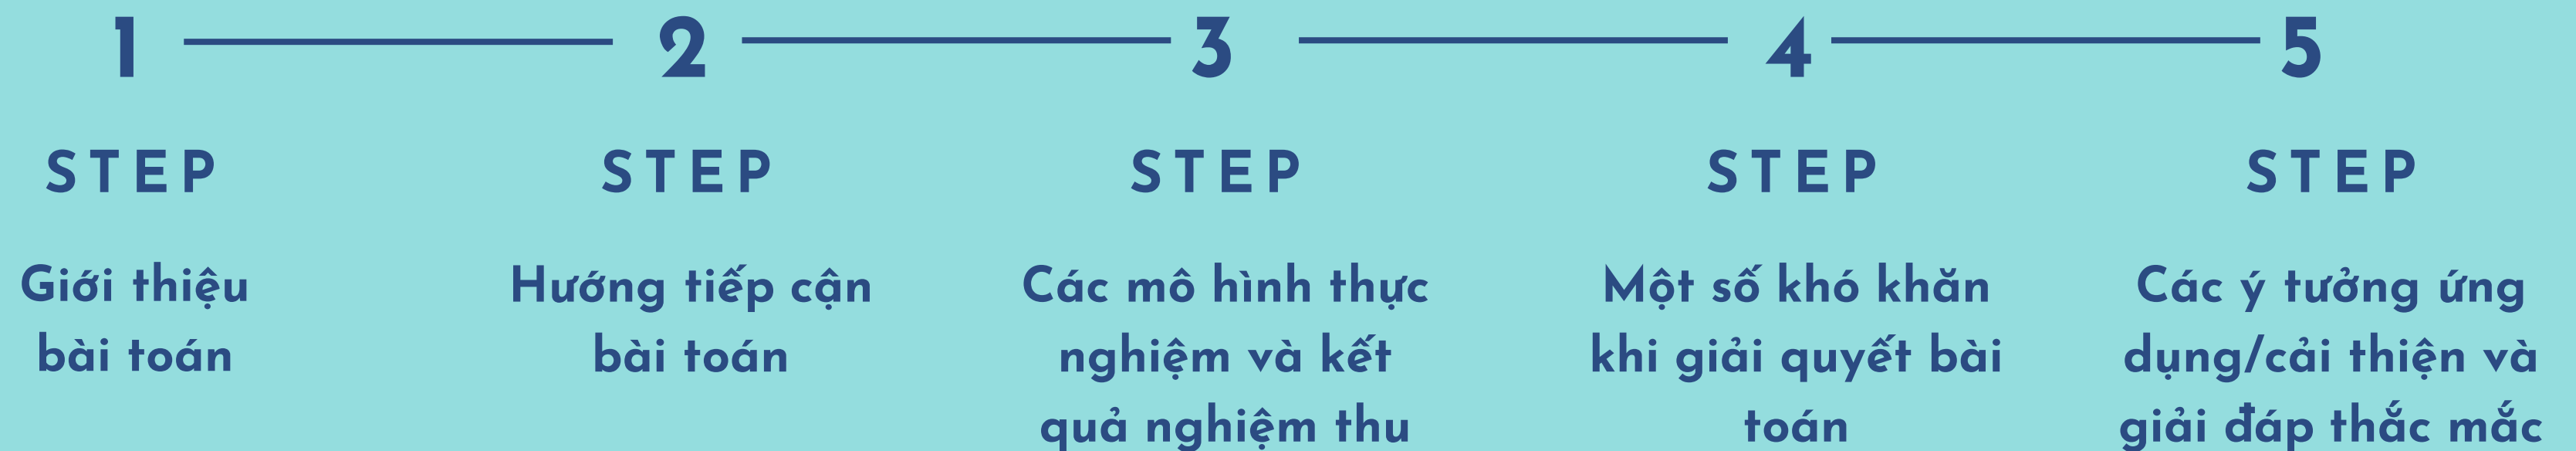 1
STEP
Giới thiệu
bài toán
2
STEP
Hướng tiếp cận
bài toán
3
STEP
Các mô hình thực
nghiệm và kết
quả nghiệm thu
4
STEP
Một số khó khăn
khi giải quyết bài
toán
5
STEP
Các ý tưởng ứng
dụng/cải thiện và
giải đáp thắc mắc